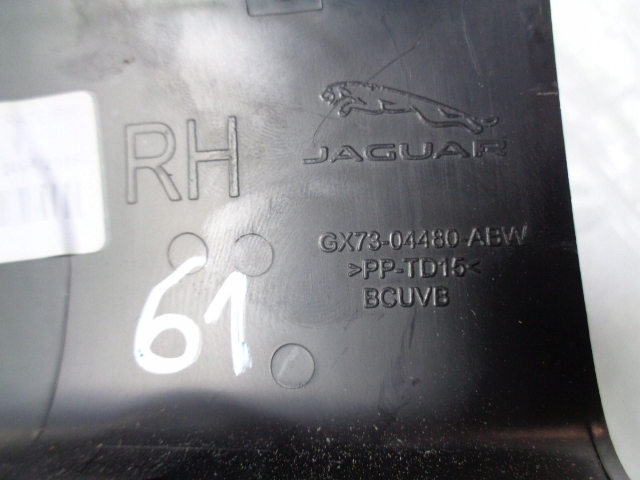 RH
JAGUAR
GX73-04480-ABW
>PP-TD15<
BCUVB
61